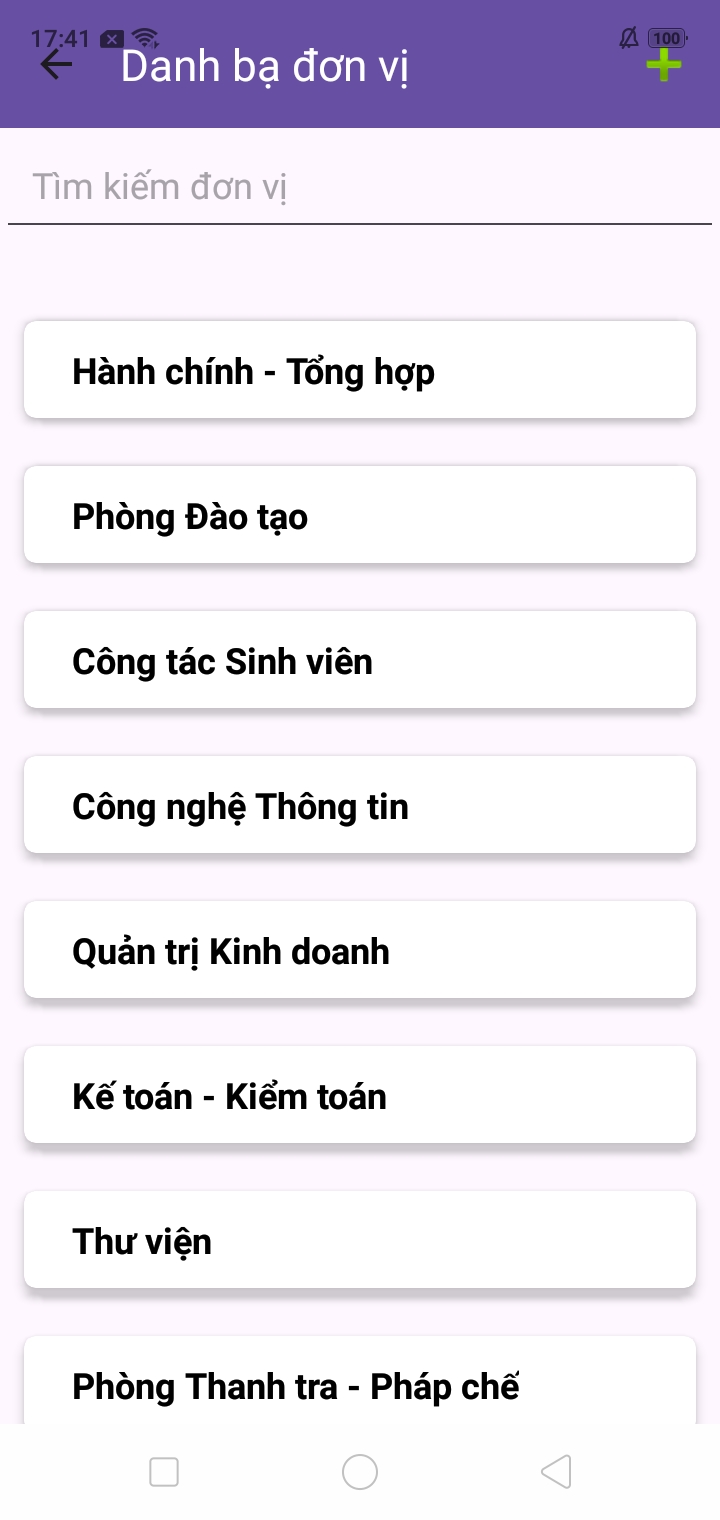 17:41
100
Danh bạ đơn vị
Tìm kiếm đơn vị
Hành chính - Tổng hợp
Phòng Đào tạo
Công tác Sinh viên
Công nghệ Thông tin
Quản trị Kinh doanh
Kế toán - Kiểm toán
Thư viện
Phòng Thanh tra - Pháp chế